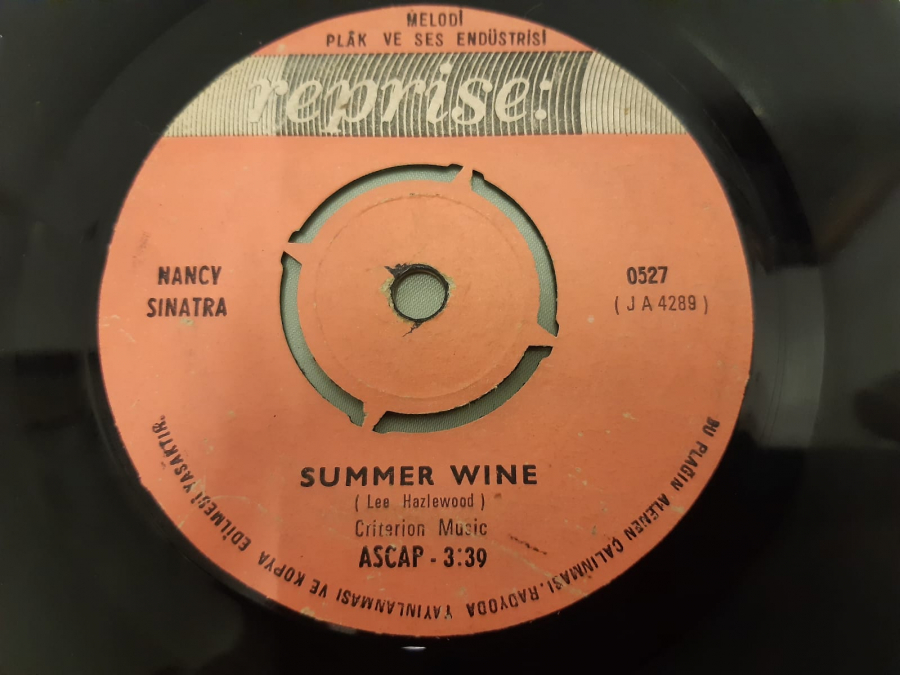 MELODİ
PLÂK VE SES ENDÜSTRİSİ
reprise:
NANCY
SINATRA
0527
( J A 4289 )
SUMMER WINE
( Lee Hazlewood )
Criterion Music
ASCAP - 3:39
BU PLAĞIN ALENEN ÇALINMASI. RADYODA YAYINLANMASI VE KOPYA EDİLMESİ YASAKTIR.